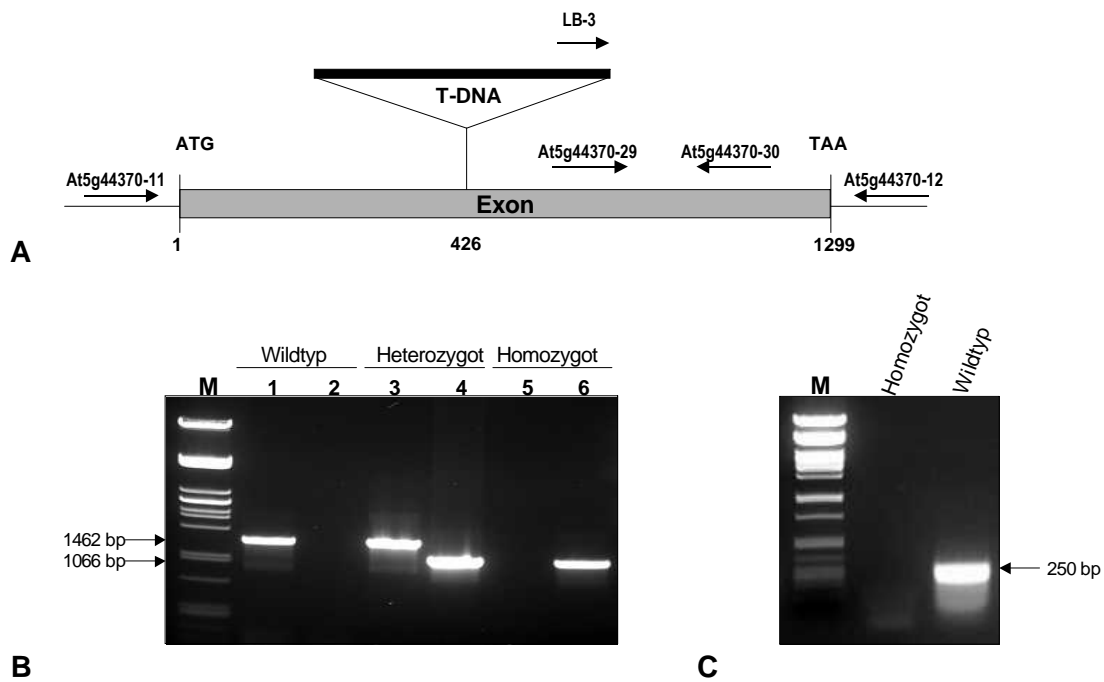 LB-3
T-DNA
ATG
TAA
At5g44370-11
At5g44370-29
At5g44370-30
At5g44370-12
Exon
1
426
1299
A
Wildtyp
Heterozygot
Homozygot
M
1
2
3
4
5
6
1462 bp
1066 bp
B
Homozygot
Wildtyp
M
250 bp
C